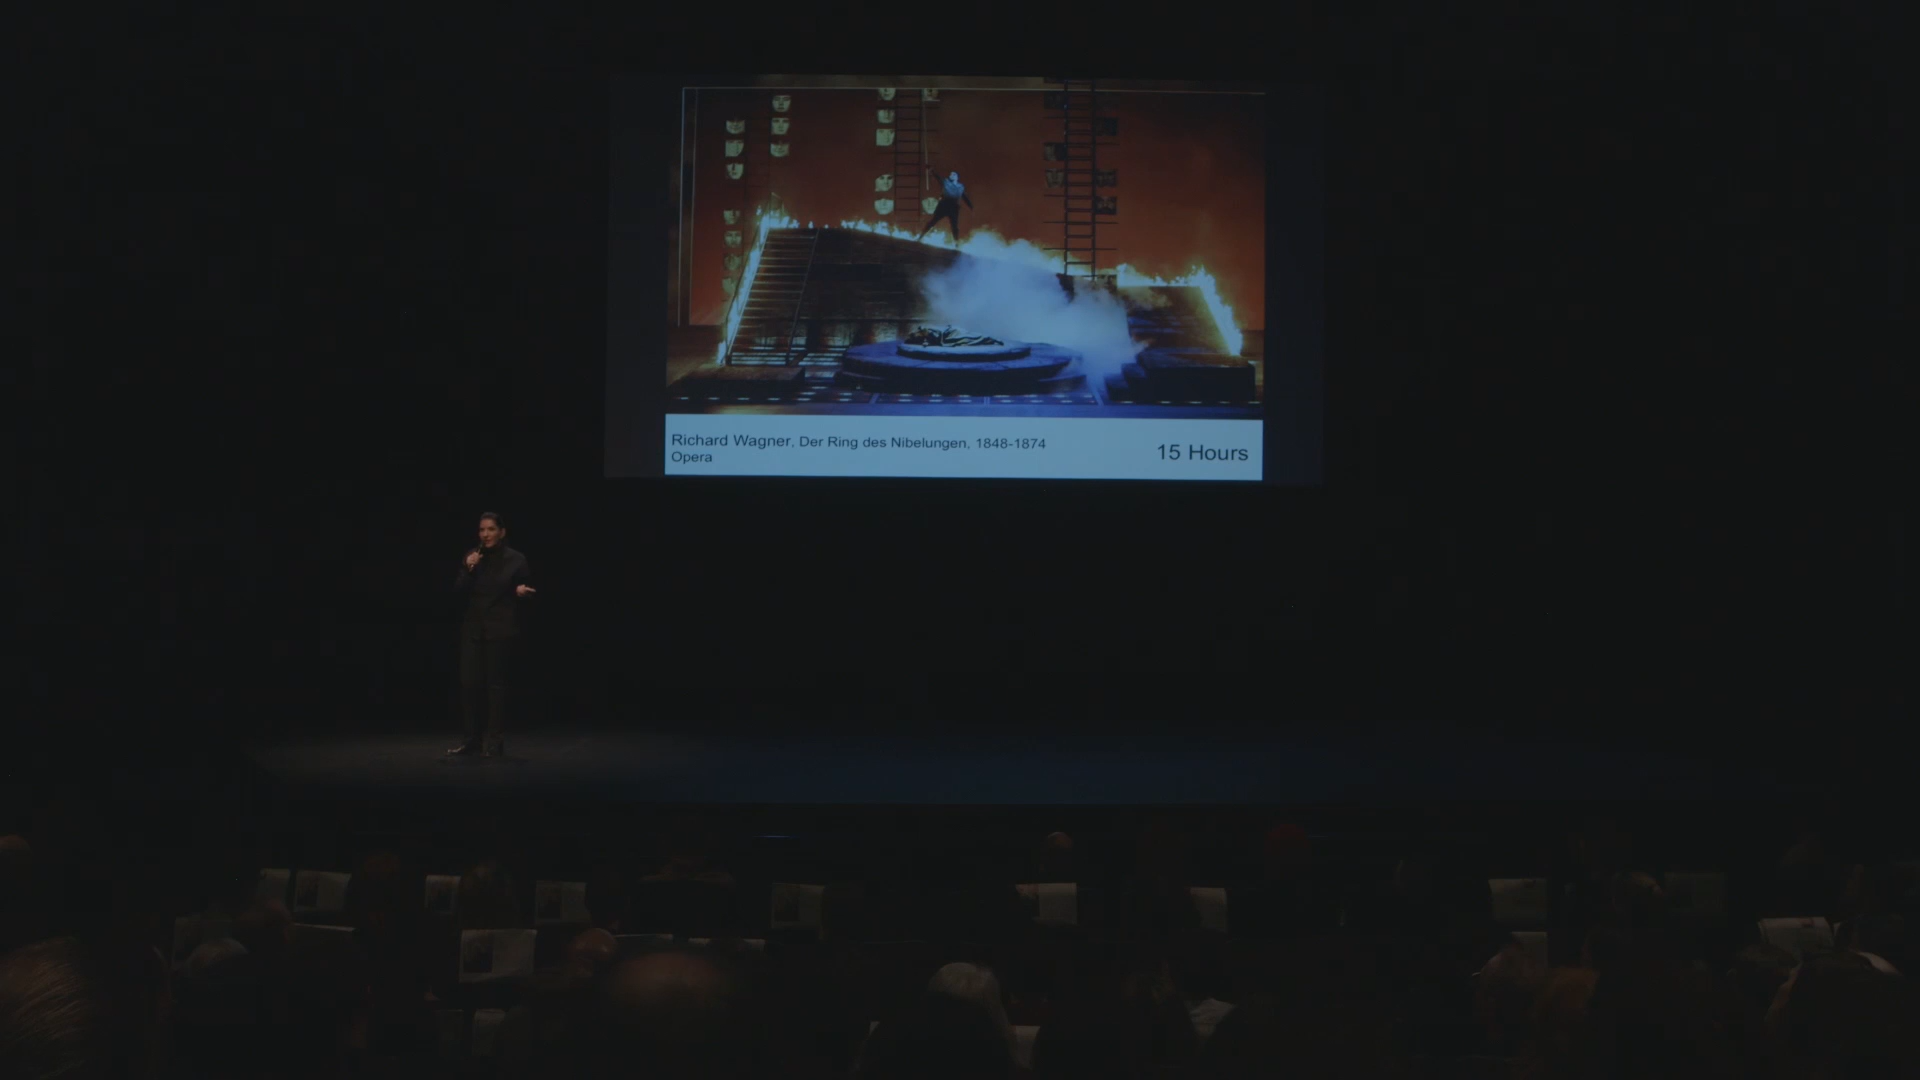 Richard Wagner, Der Ring des Nibelungen, 1848-1874
Opera
15 Hours